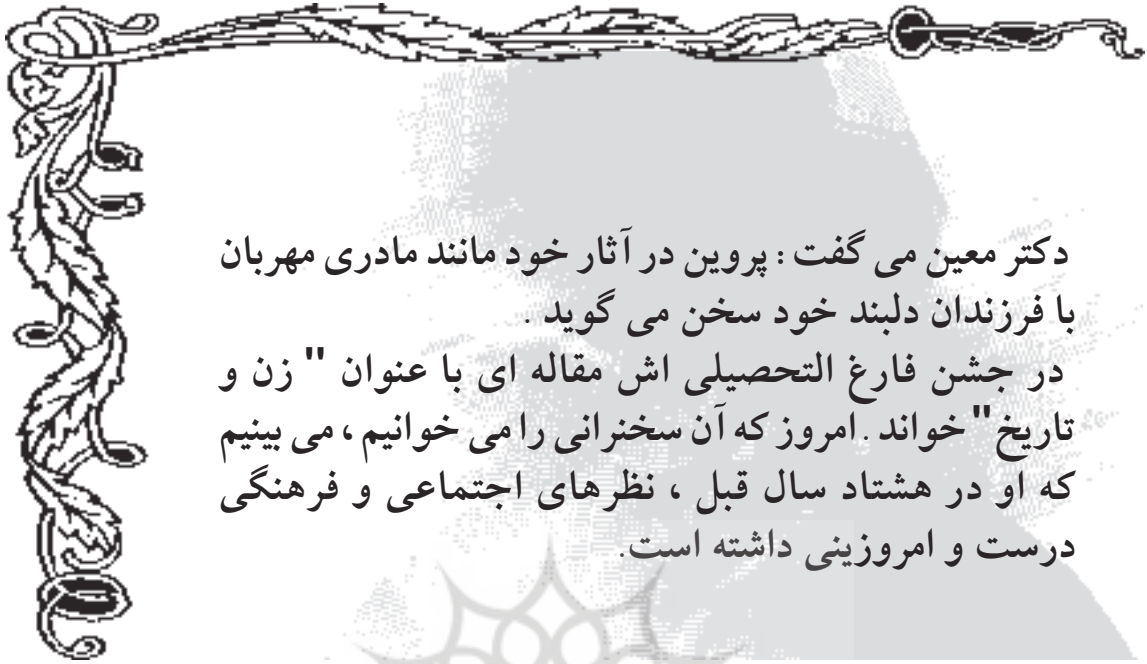 دکتر معین می گفت : پروین در آثار خود مانند مادری مهربان
با فرزندان دلبند خود سخن می گوید .
در جشن فارغ التحصیلی اش مقاله ای با عنوان " زن و
تاریخ" خواند . امروز که آن سخنرانی را می خوانیم ، می بینیم
که او در هشتاد سال قبل ، نظرهای اجتماعی و فرهنگی
درست و امروزینی داشته است.